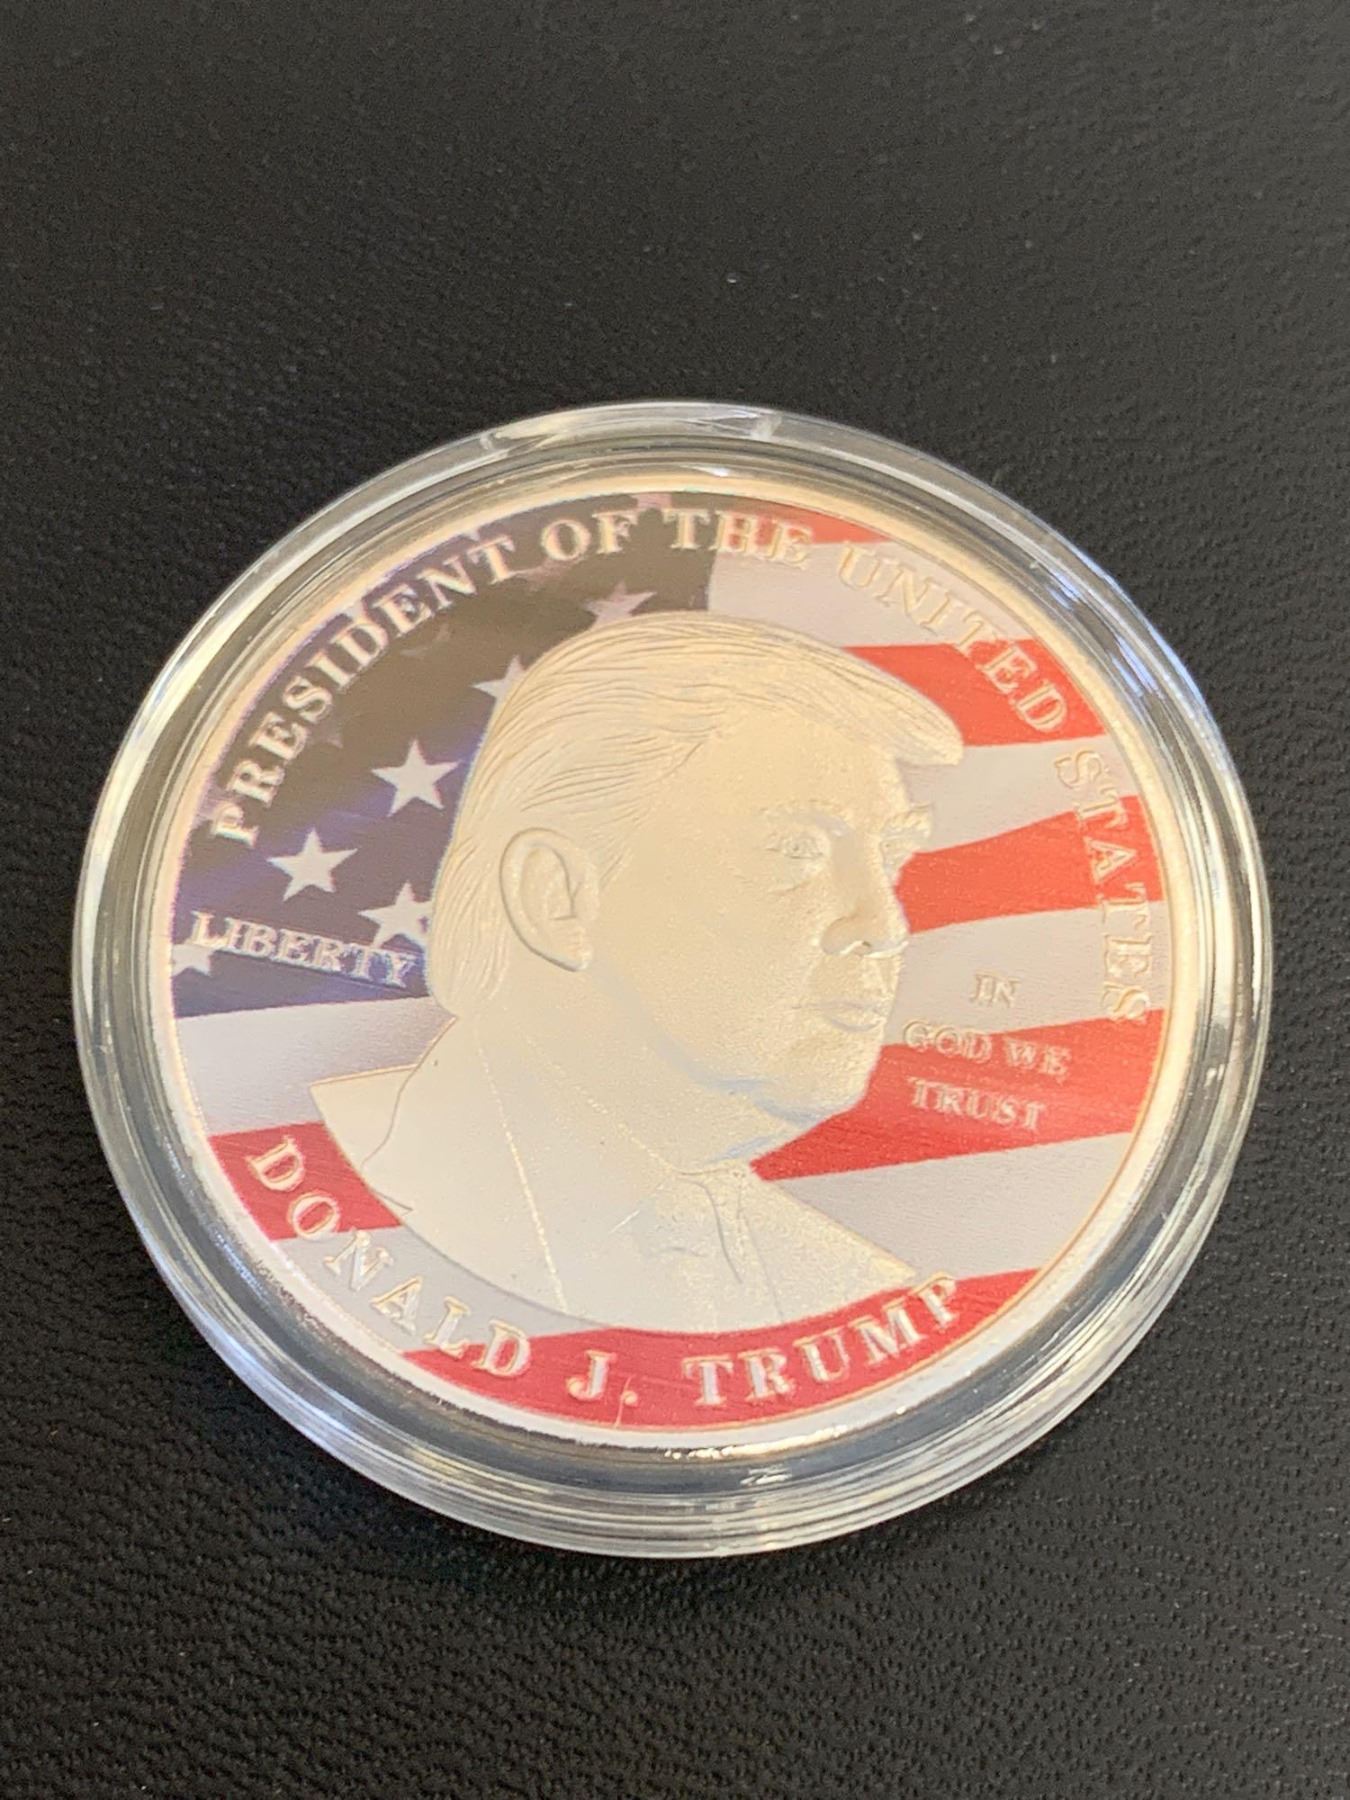 PRESIDENT OF THE UNITED STATES
LIBERTY
IN
GOD WE
TRUST
DONALD J. TRUMP